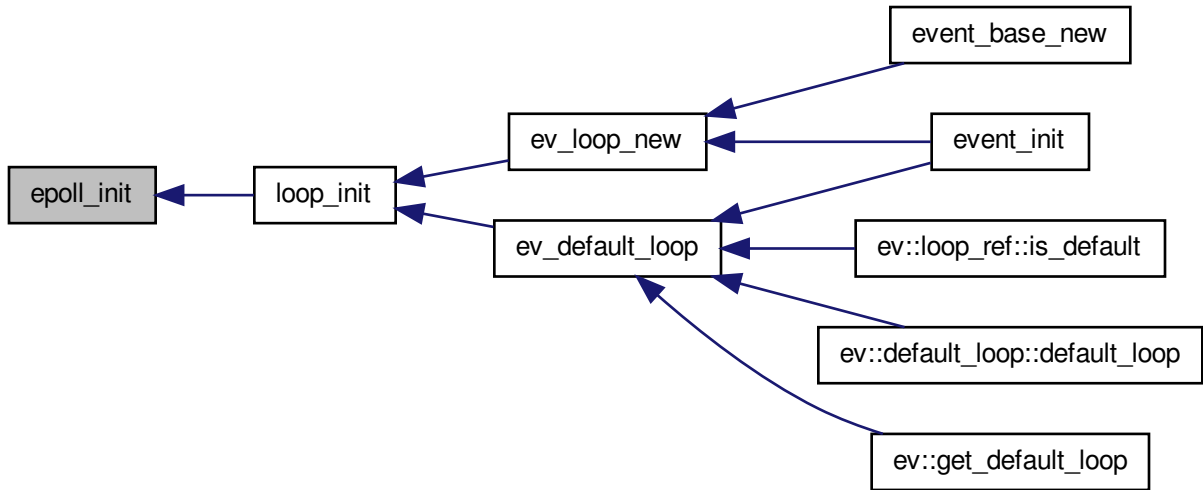 event_base_new
ev_loop_new
event_init
epoll_init
loop_init
ev_default_loop
ev::loop_ref::is_default
ev::default_loop::default_loop
ev::get_default_loop